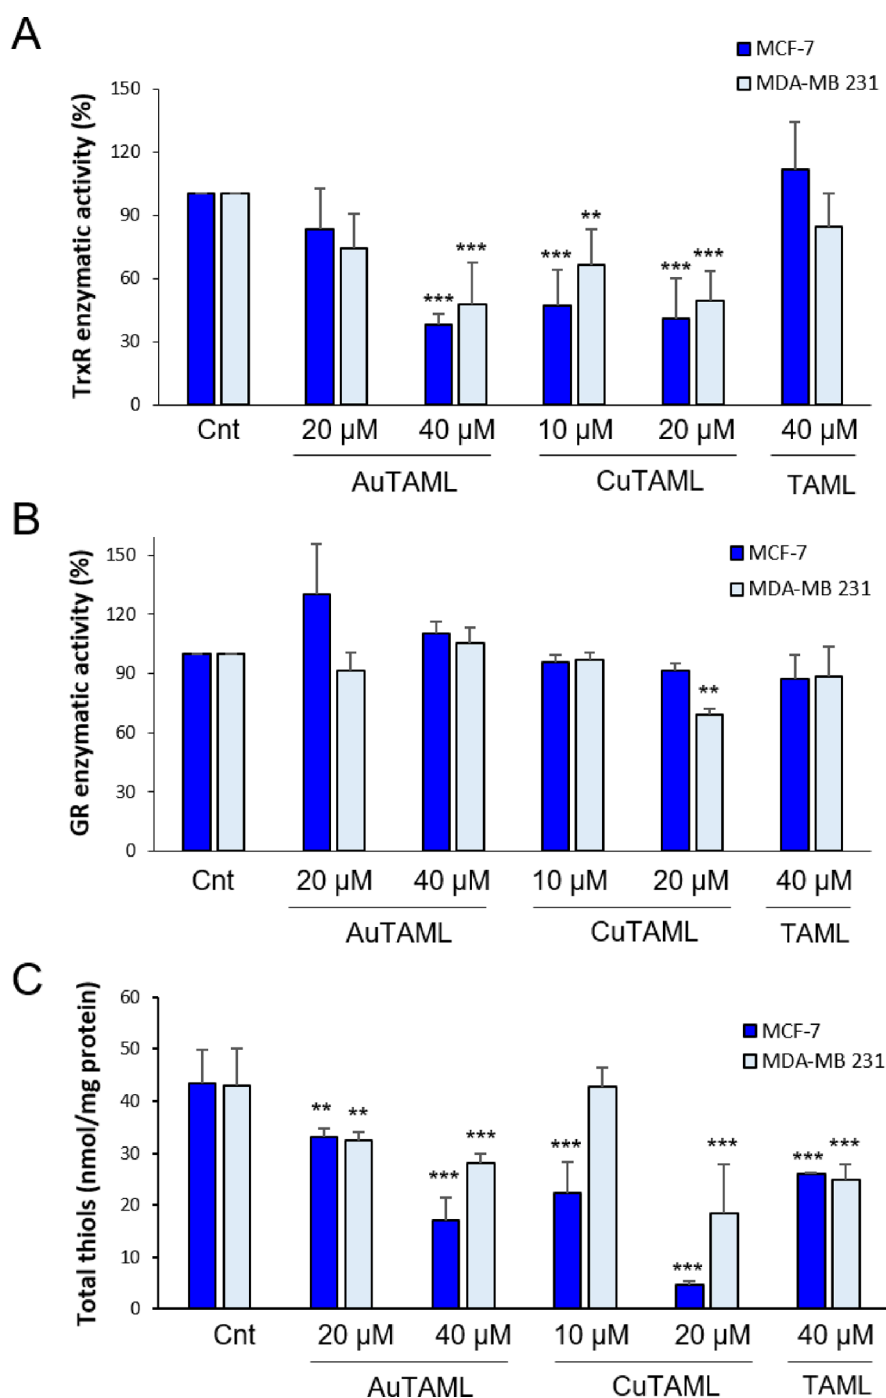 A
MCF-7
MDA-MB 231
TrxR enzymatic activity (%)
150
120
90
60
30
0
*** *** *** ** *** ***
Cnt 20 μM 40 μM 10 μM 20 μM 40 μM
AuTAML CuTAML TAML
B
MCF-7
MDA-MB 231
GR enzymatic activity (%)
150
120
90
60
30
0
**
Cnt 20 μM 40 μM 10 μM 20 μM 40 μM
AuTAML CuTAML TAML
C
MCF-7
MDA-MB 231
Total thiols (nmol/mg protein)
60
50
40
30
20
10
0
** ** *** *** *** *** *** *** ***
Cnt 20 μM 40 μM 10 μM 20 μM 40 μM
AuTAML CuTAML TAML